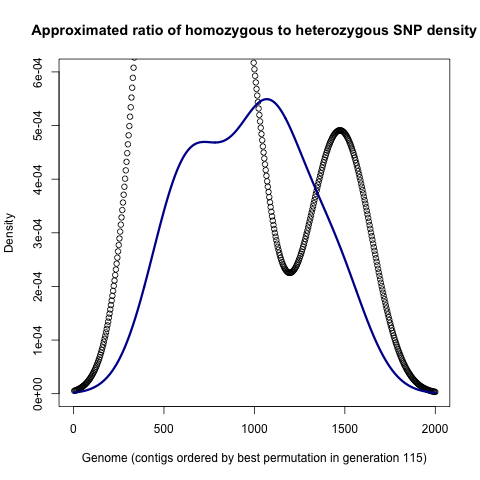 Approximated ratio of homozygous to heterozygous SNP density
6e-04
5e-04
4e-04
3e-04
2e-04
1e-04
0e+00
Density
0 500 1000 1500 2000
Genome (contigs ordered by best permutation in generation 115)